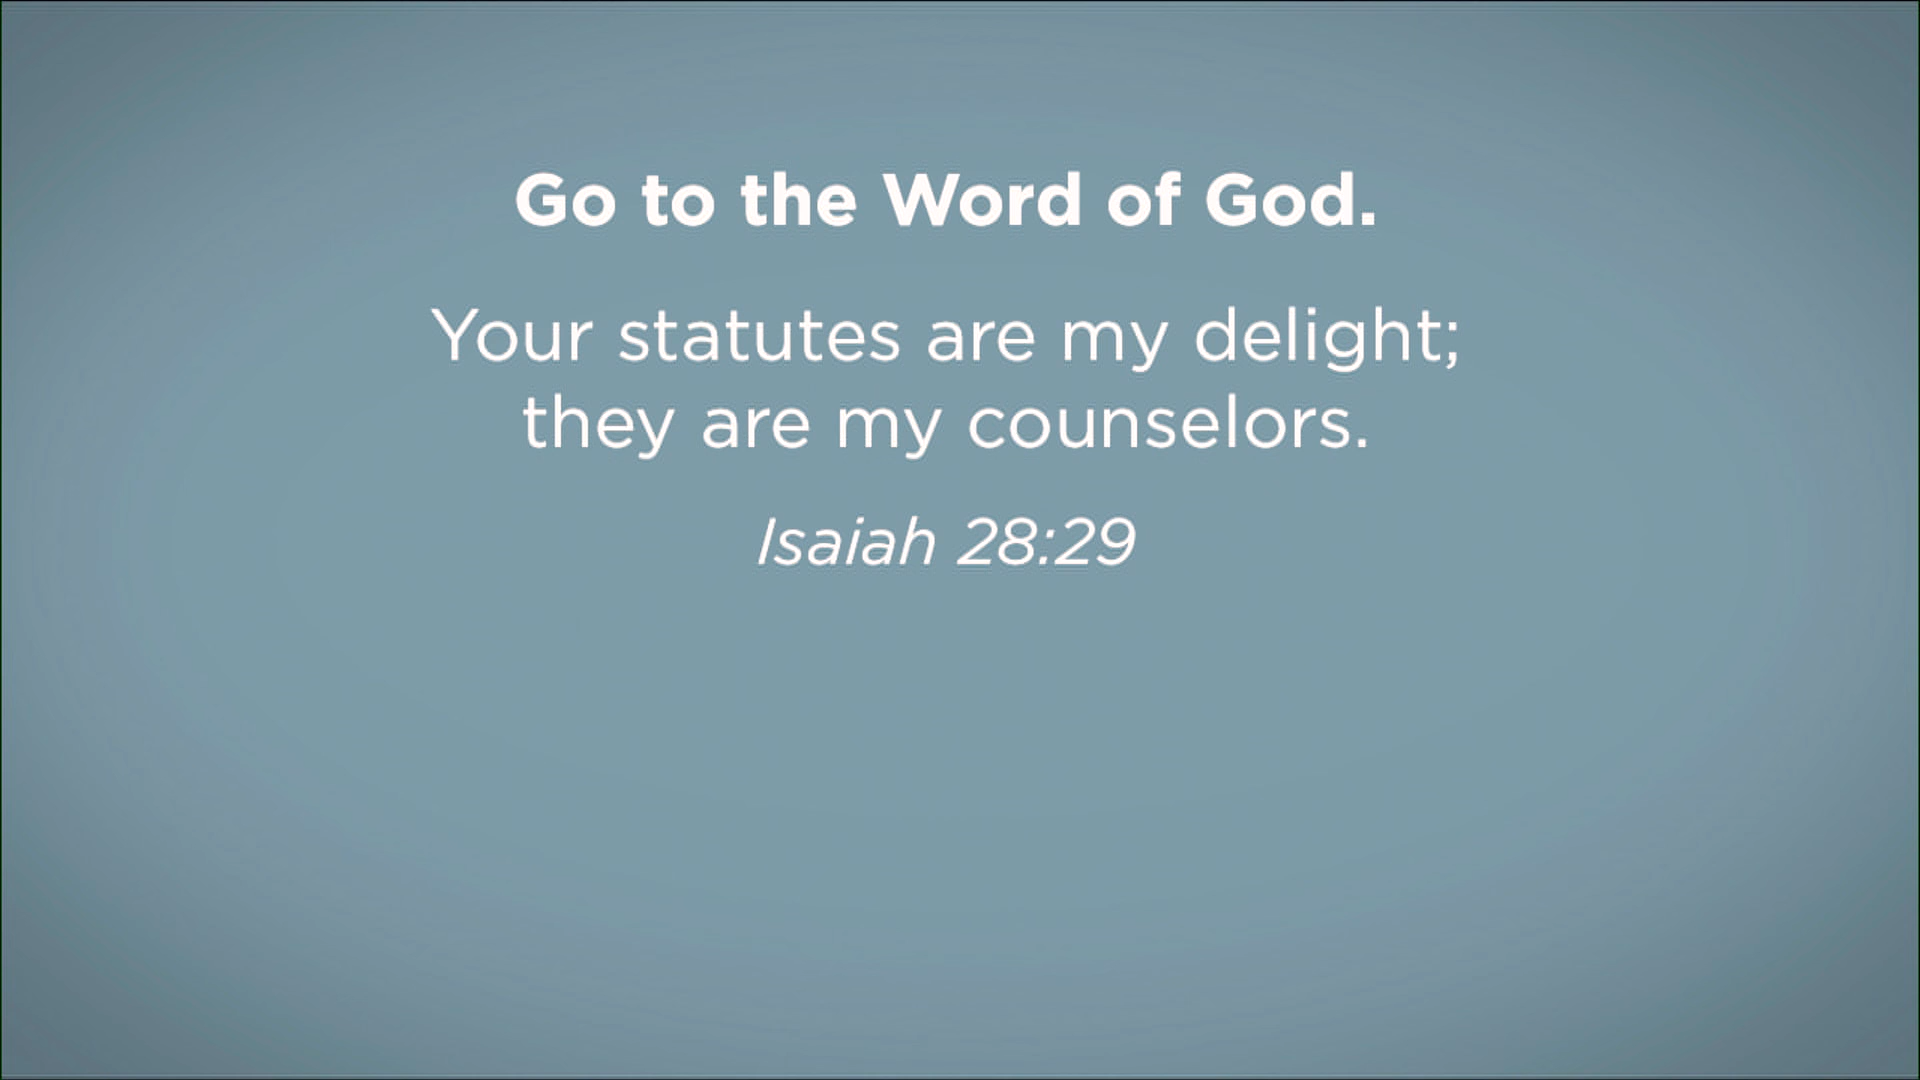 Go to the Word of God.
Your statutes are my delight;
they are my counselors.
Isaiah 28:29